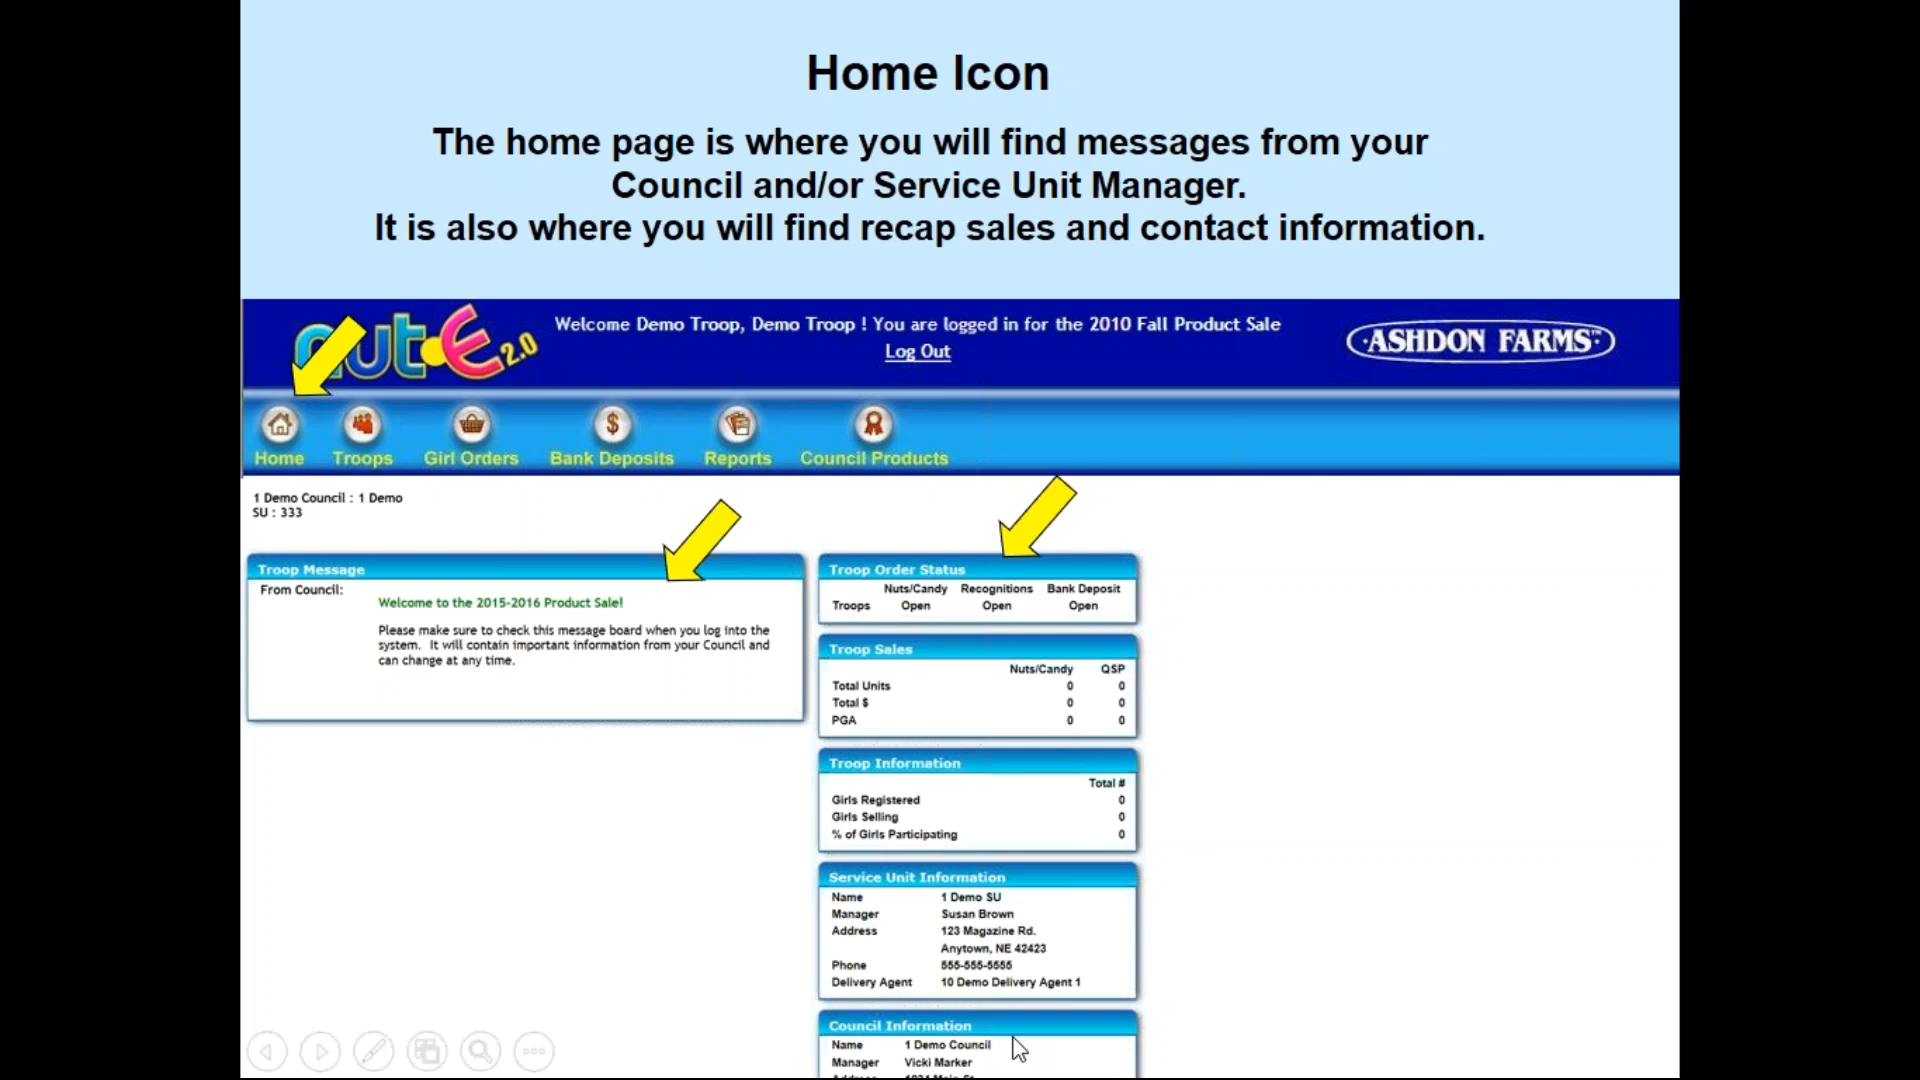 Home Icon
The home page is where you will find messages from your
Council and/or Service Unit Manager.
It is also where you will find recap sales and contact information.
nut-E 2.0
Welcome Demo Troop, Demo Troop ! You are logged in for the 2010 Fall Product Sale
Log Out
·ASHDON FARMS·™
Home Troops Girl Orders Bank Deposits Reports Council Products
1 Demo Council : 1 Demo
SU : 333
Troop Message
From Council:
Welcome to the 2015-2016 Product Sale!
Please make sure to check this message board when you log into the
system. It will contain important information from your Council and
can change at any time.
Troop Order Status
Nuts/Candy Recognitions Bank Deposit
Troops Open Open Open
Troop Sales
Nuts/Candy QSP
Total Units 0 0
Total $ 0 0
PGA 0 0
Troop Information
Total #
Girls Registered 0
Girls Selling 0
% of Girls Participating 0
Service Unit Information
Name 1 Demo SU
Manager Susan Brown
Address 123 Magazine Rd.
Anytown, NE 42423
Phone 555-555-5555
Delivery Agent 10 Demo Delivery Agent 1
Council Information
Name 1 Demo Council
Manager Vicki Marker